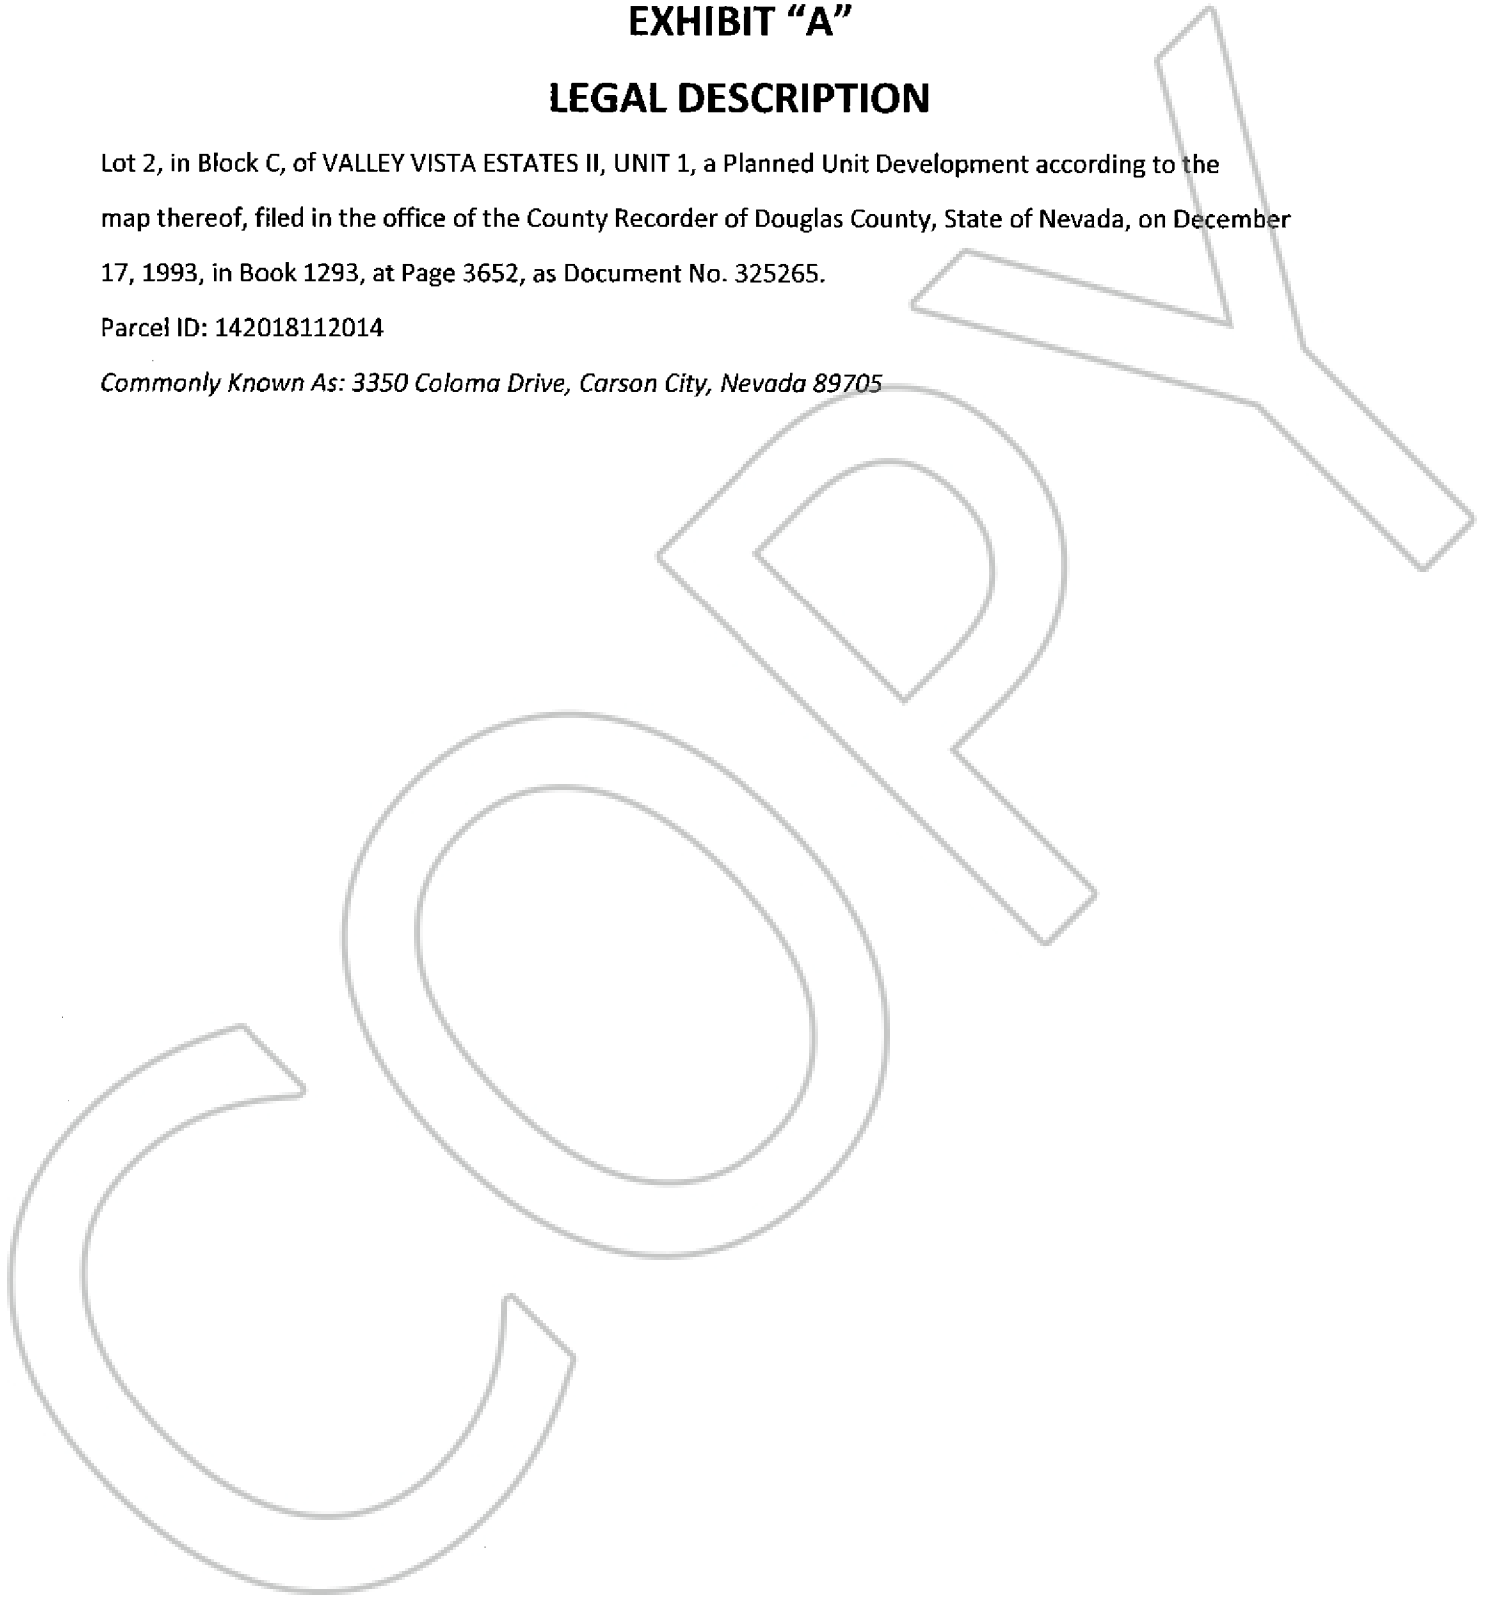 EXHIBIT “A”
LEGAL DESCRIPTION
Lot 2, in Block C, of VALLEY VISTA ESTATES II, UNIT 1, a Planned Unit Development according to the
map thereof, filed in the office of the County Recorder of Douglas County, State of Nevada, on December
17, 1993, in Book 1293, at Page 3652, as Document No. 325265.
Parcel ID: 142018112014
Commonly Known As: 3350 Coloma Drive, Carson City, Nevada 89705
COPY